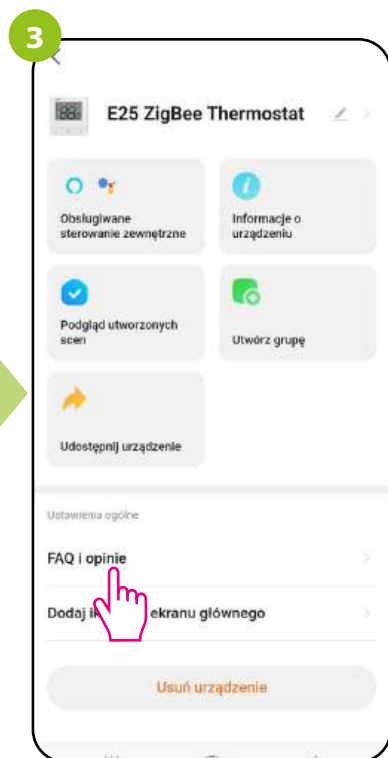 3
E25 ZigBee Thermostat
Obsługiwane
sterowanie zewnętrzne
Informacje o
urządzeniu
Podgląd utworzonych
scen
Utwórz grupę
Udostępnij urządzenie
Ustawienia ogólne
FAQ i opinie
Dodaj ekranu głównego
Usuń urządzenie